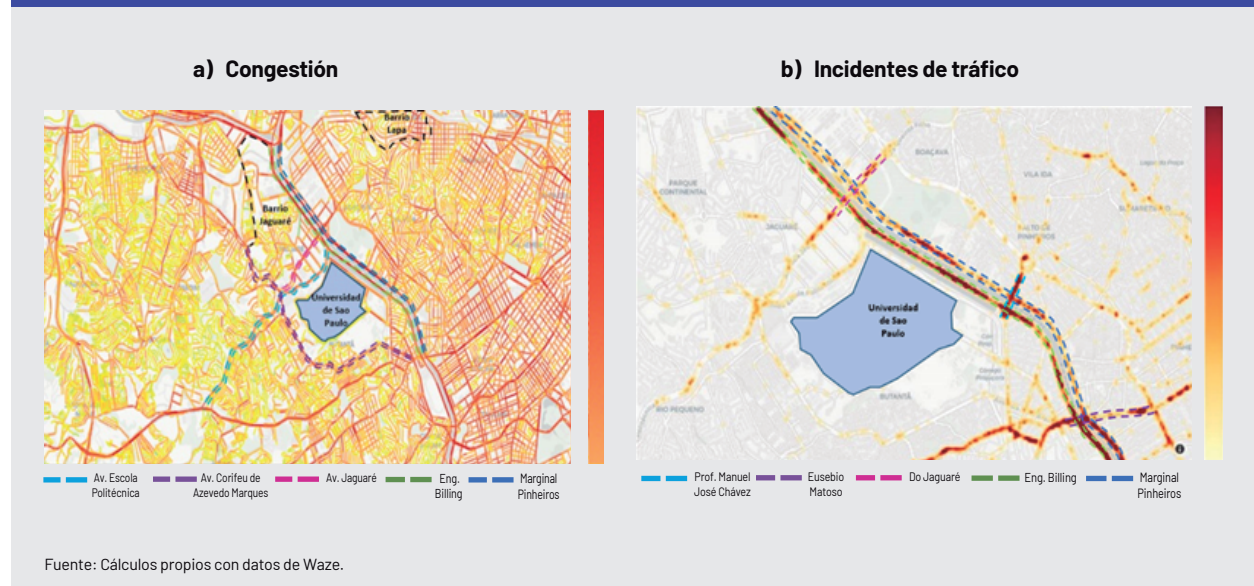 a) Congestión
b) Incidentes de tráfico
Barrio
Lapa
Barrio
Jaguaré
Universidad
de Sao
Paulo
BOAÇAVA
VILA IDA
PARQUE
CONTINENTAL
JAGUARÉ
ALTO DE
PINHEIROS
Universidad
de Sao
Paulo
BUTANTÃ
RIO PEQUENO
Av. Escola
Politécnica
Av. Corifeu de
Azevedo Marques
Av. Jaguaré
Eng.
Billing
Marginal
Pinheiros
Prof. Manuel
José Chávez
Eusebio
Matoso
Do Jaguaré
Eng. Billing
Marginal
Pinheiros
Fuente: Cálculos propios con datos de Waze.